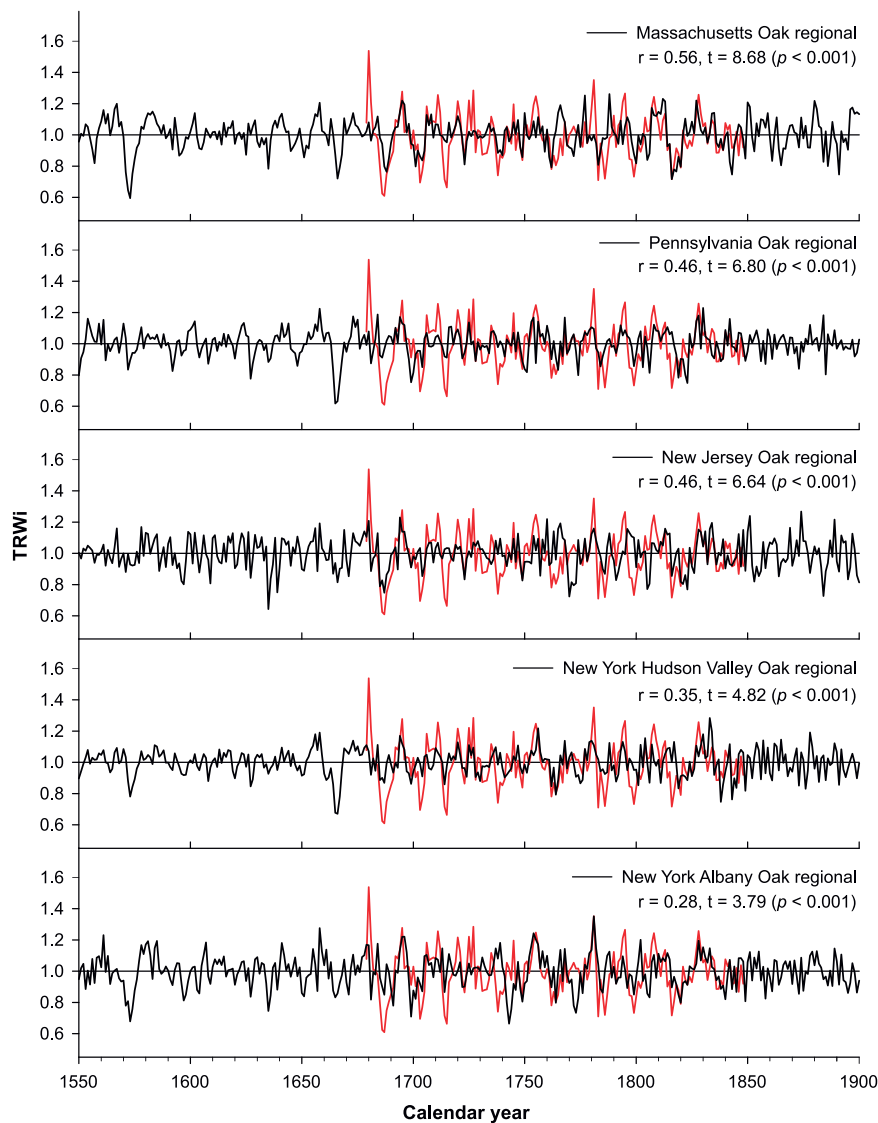 1.6
Massachusetts Oak regional
1.4
r = 0.56, t = 8.68 (p < 0.001)
1.2
1.0
0.8
0.6
1.6
Pennsylvania Oak regional
1.4
r = 0.46, t = 6.80 (p < 0.001)
1.2
1.0
0.8
0.6
1.6
New Jersey Oak regional
1.4
r = 0.46, t = 6.64 (p < 0.001)
1.2
1.0
0.8
0.6
TRWi
1.6
New York Hudson Valley Oak regional
1.4
r = 0.35, t = 4.82 (p < 0.001)
1.2
1.0
0.8
0.6
1.6
New York Albany Oak regional
1.4
r = 0.28, t = 3.79 (p < 0.001)
1.2
1.0
0.8
0.6
1550 1600 1650 1700 1750 1800 1850 1900
Calendar year